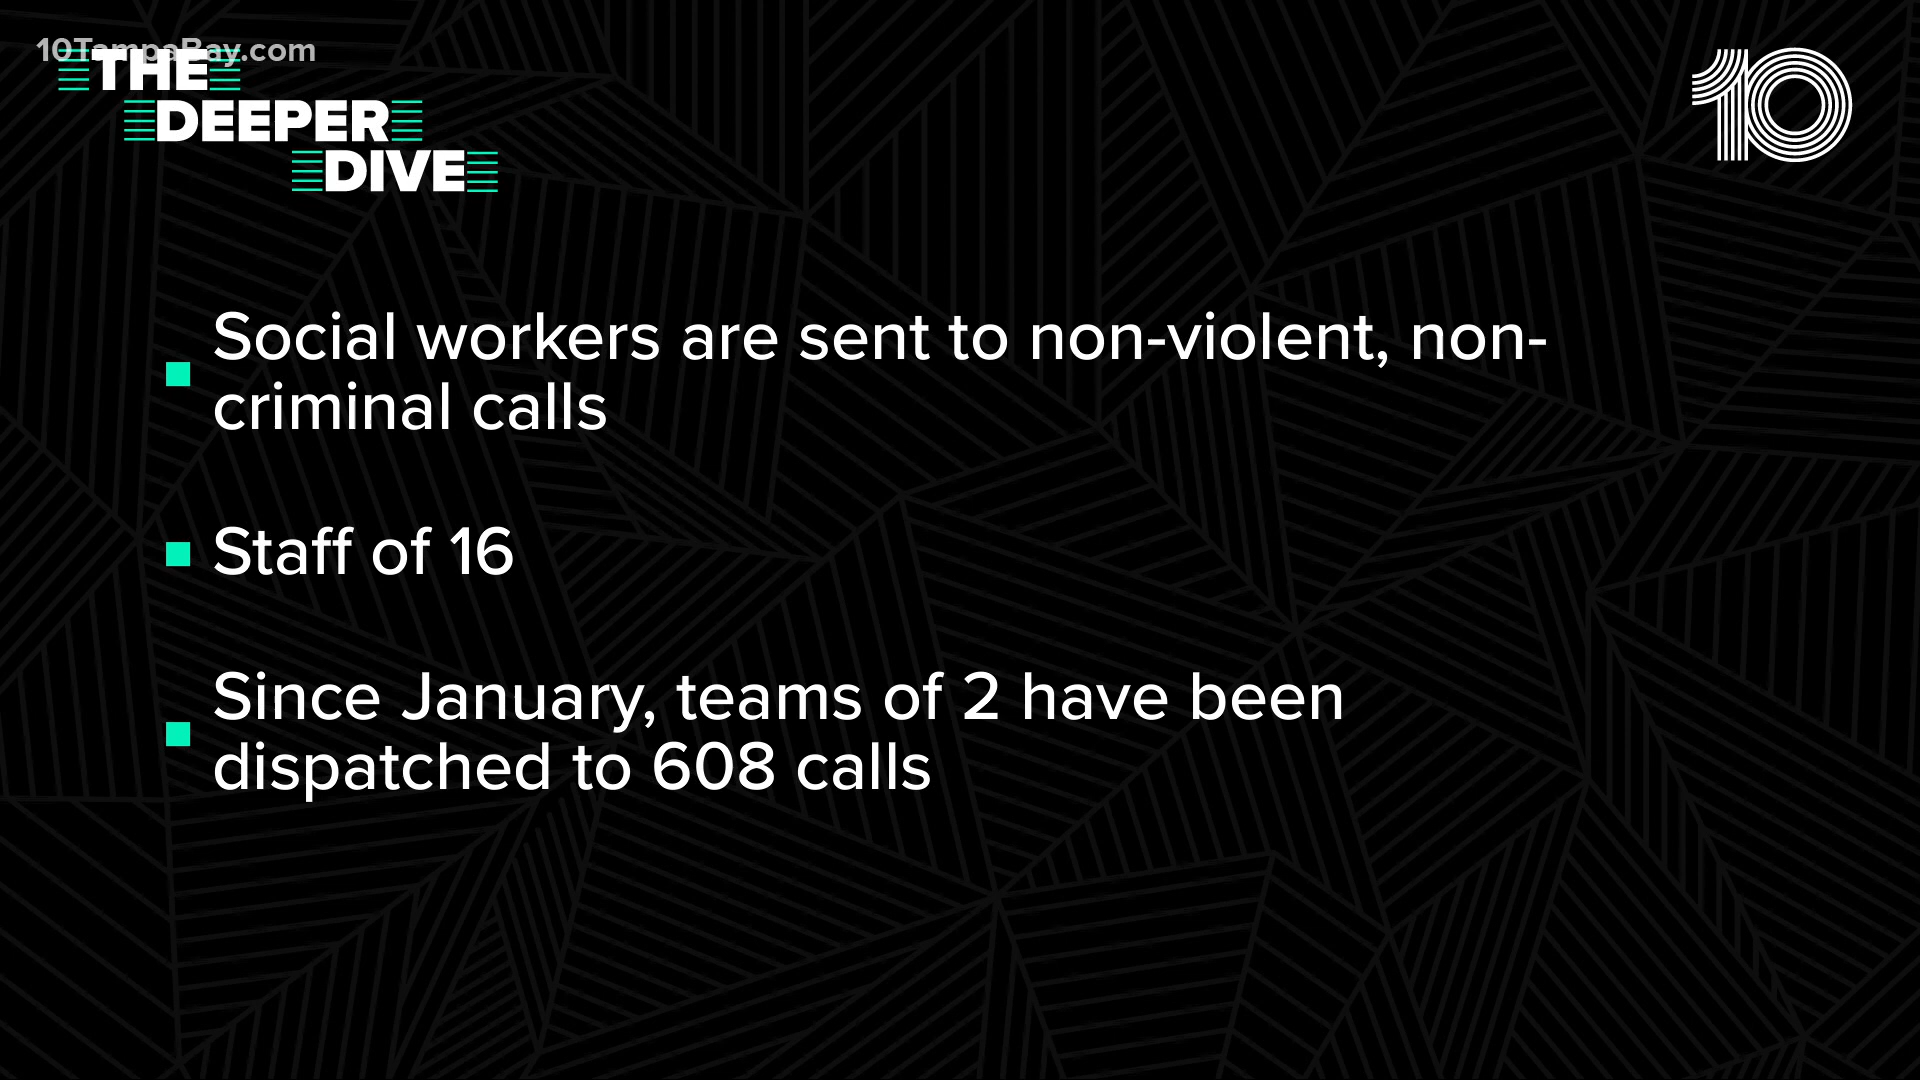 10TampaBay.com
THE
DEEPER
DIVE
10
Social workers are sent to non-violent, non-
criminal calls
Staff of 16
Since January, teams of 2 have been
dispatched to 608 calls